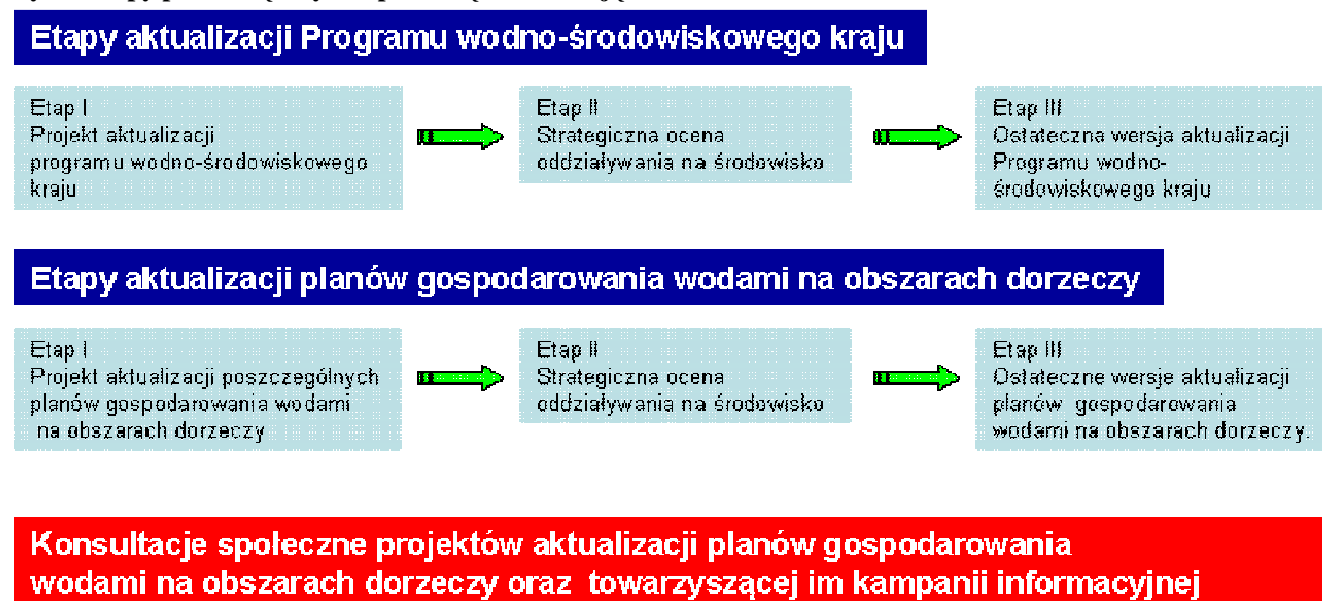 Etapy aktualizacji Programu wodno-środowiskowego kraju
Etap I
Projekt aktualizacji
programu wodno-środowiskowego
kraju
Etap II
Strategiczna ocena
oddziaływania na środowisko
Etap III
Ostateczna wersja aktualizacji
Programu wodno-
środowiskowego kraju
Etapy aktualizacji planów gospodarowania wodami na obszarach dorzeczy
Etap I
Projekt aktualizacji poszczególnych
planów gospodarowania wodami
na obszarach dorzeczy
Etap II
Strategiczna ocena
oddziaływania na środowisko
Etap III
Ostateczne wersje aktualizacji
planów gospodarowania
wodami na obszarach dorzeczy.
Konsultacje społeczne projektów aktualizacji planów gospodarowania
wodami na obszarach dorzeczy oraz towarzyszącej im kampanii informacyjnej